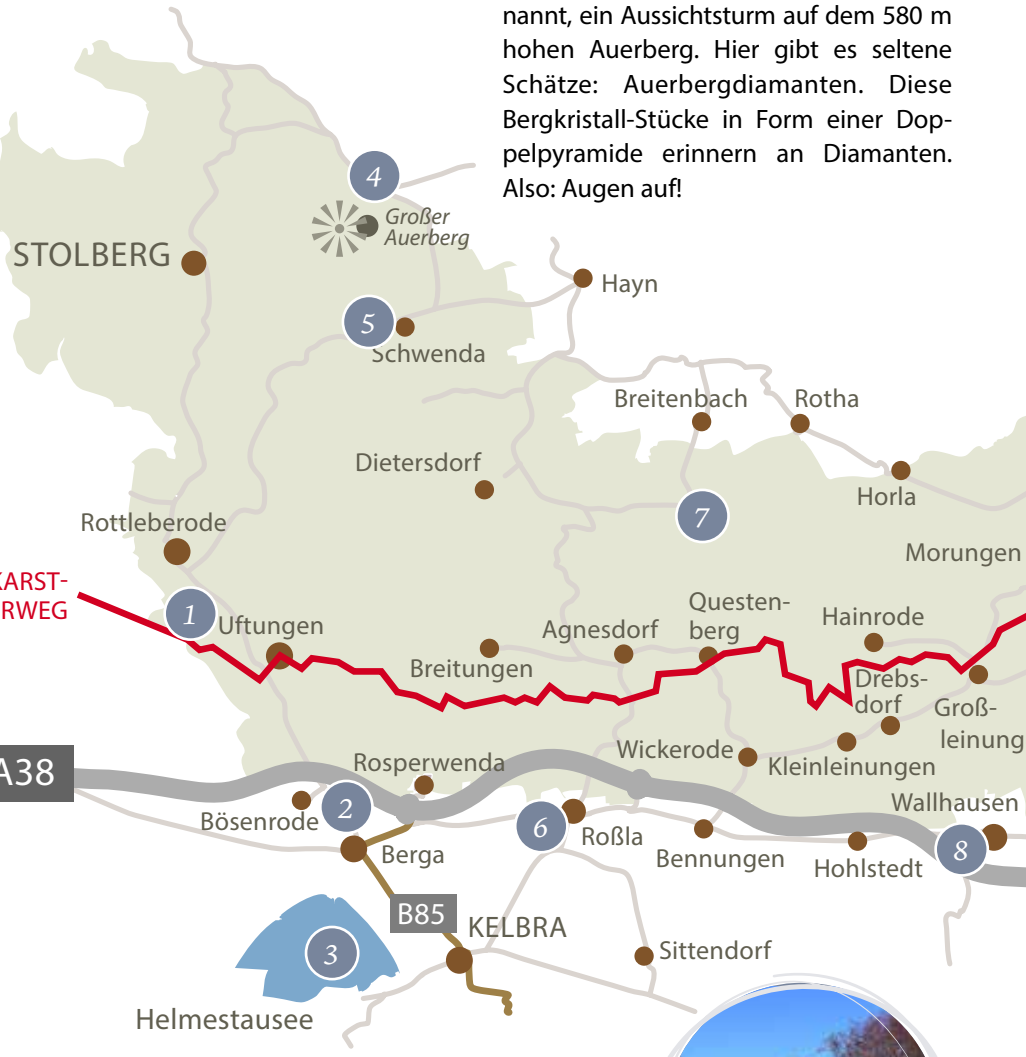 nannt, ein Aussichtsturm auf dem 580 m
hohen Auerberg. Hier gibt es seltene
Schätze: Auerbergdiamanten. Diese
Bergkristall-Stücke in Form einer Dop-
pelpyramide erinnern an Diamanten.
Also: Augen auf!
4
Großer
Auerberg
STOLBERG
Hayn
5
Schwenda
Breitenbach
Rotha
Dietersdorf
Horla
7
Rottleberode
Morungen
KARST-
RWEG
1
Uftungen
Questen-
berg
Hainrode
Agnesdorf
Breitungen
Drebs-
dorf
Groß-
leinung
Wickerode
Kleinleinungen
A38
Rosperwenda
Wallhausen
Bösenrode
2
6
Roßla
Berga
Bennungen
Hohlstedt
8
B85
KELBRA
3
Sittendorf
Helmestausee